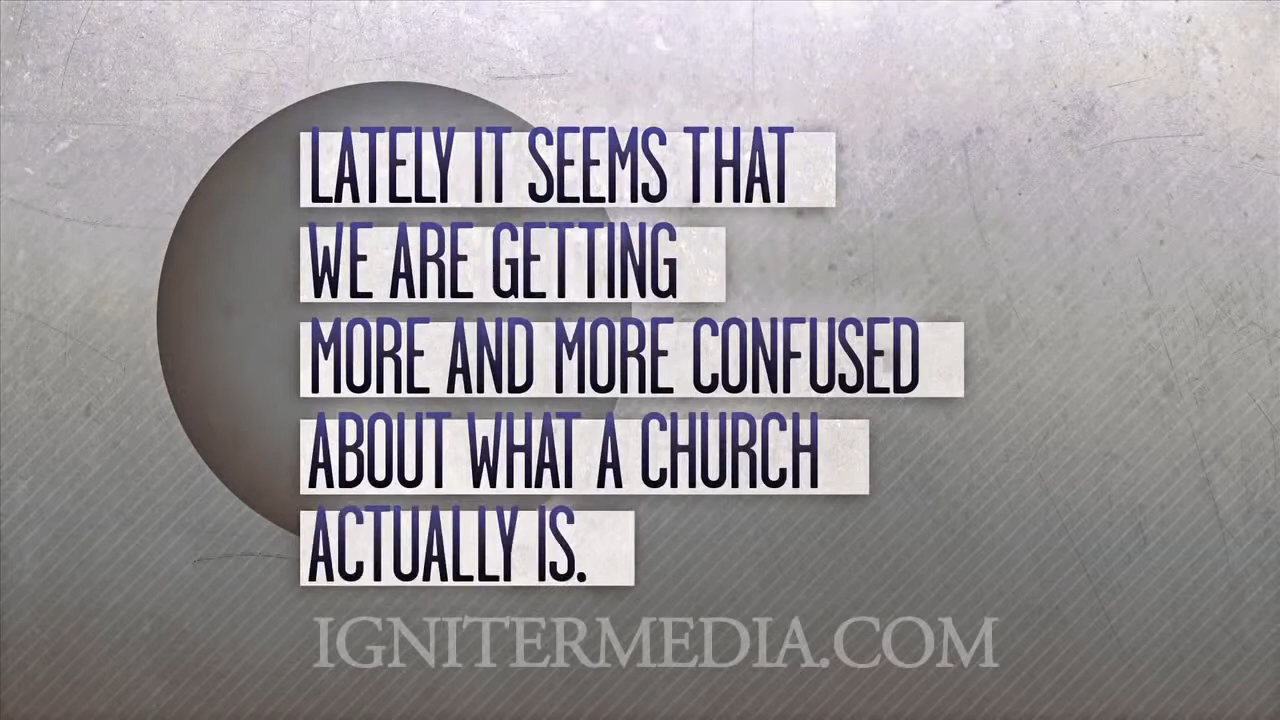 LATELY IT SEEMS THAT
WE ARE GETTING
MORE AND MORE CONFUSED
ABOUT WHAT A CHURCH
ACTUALLY IS.
IGNITERMEDIA.COM